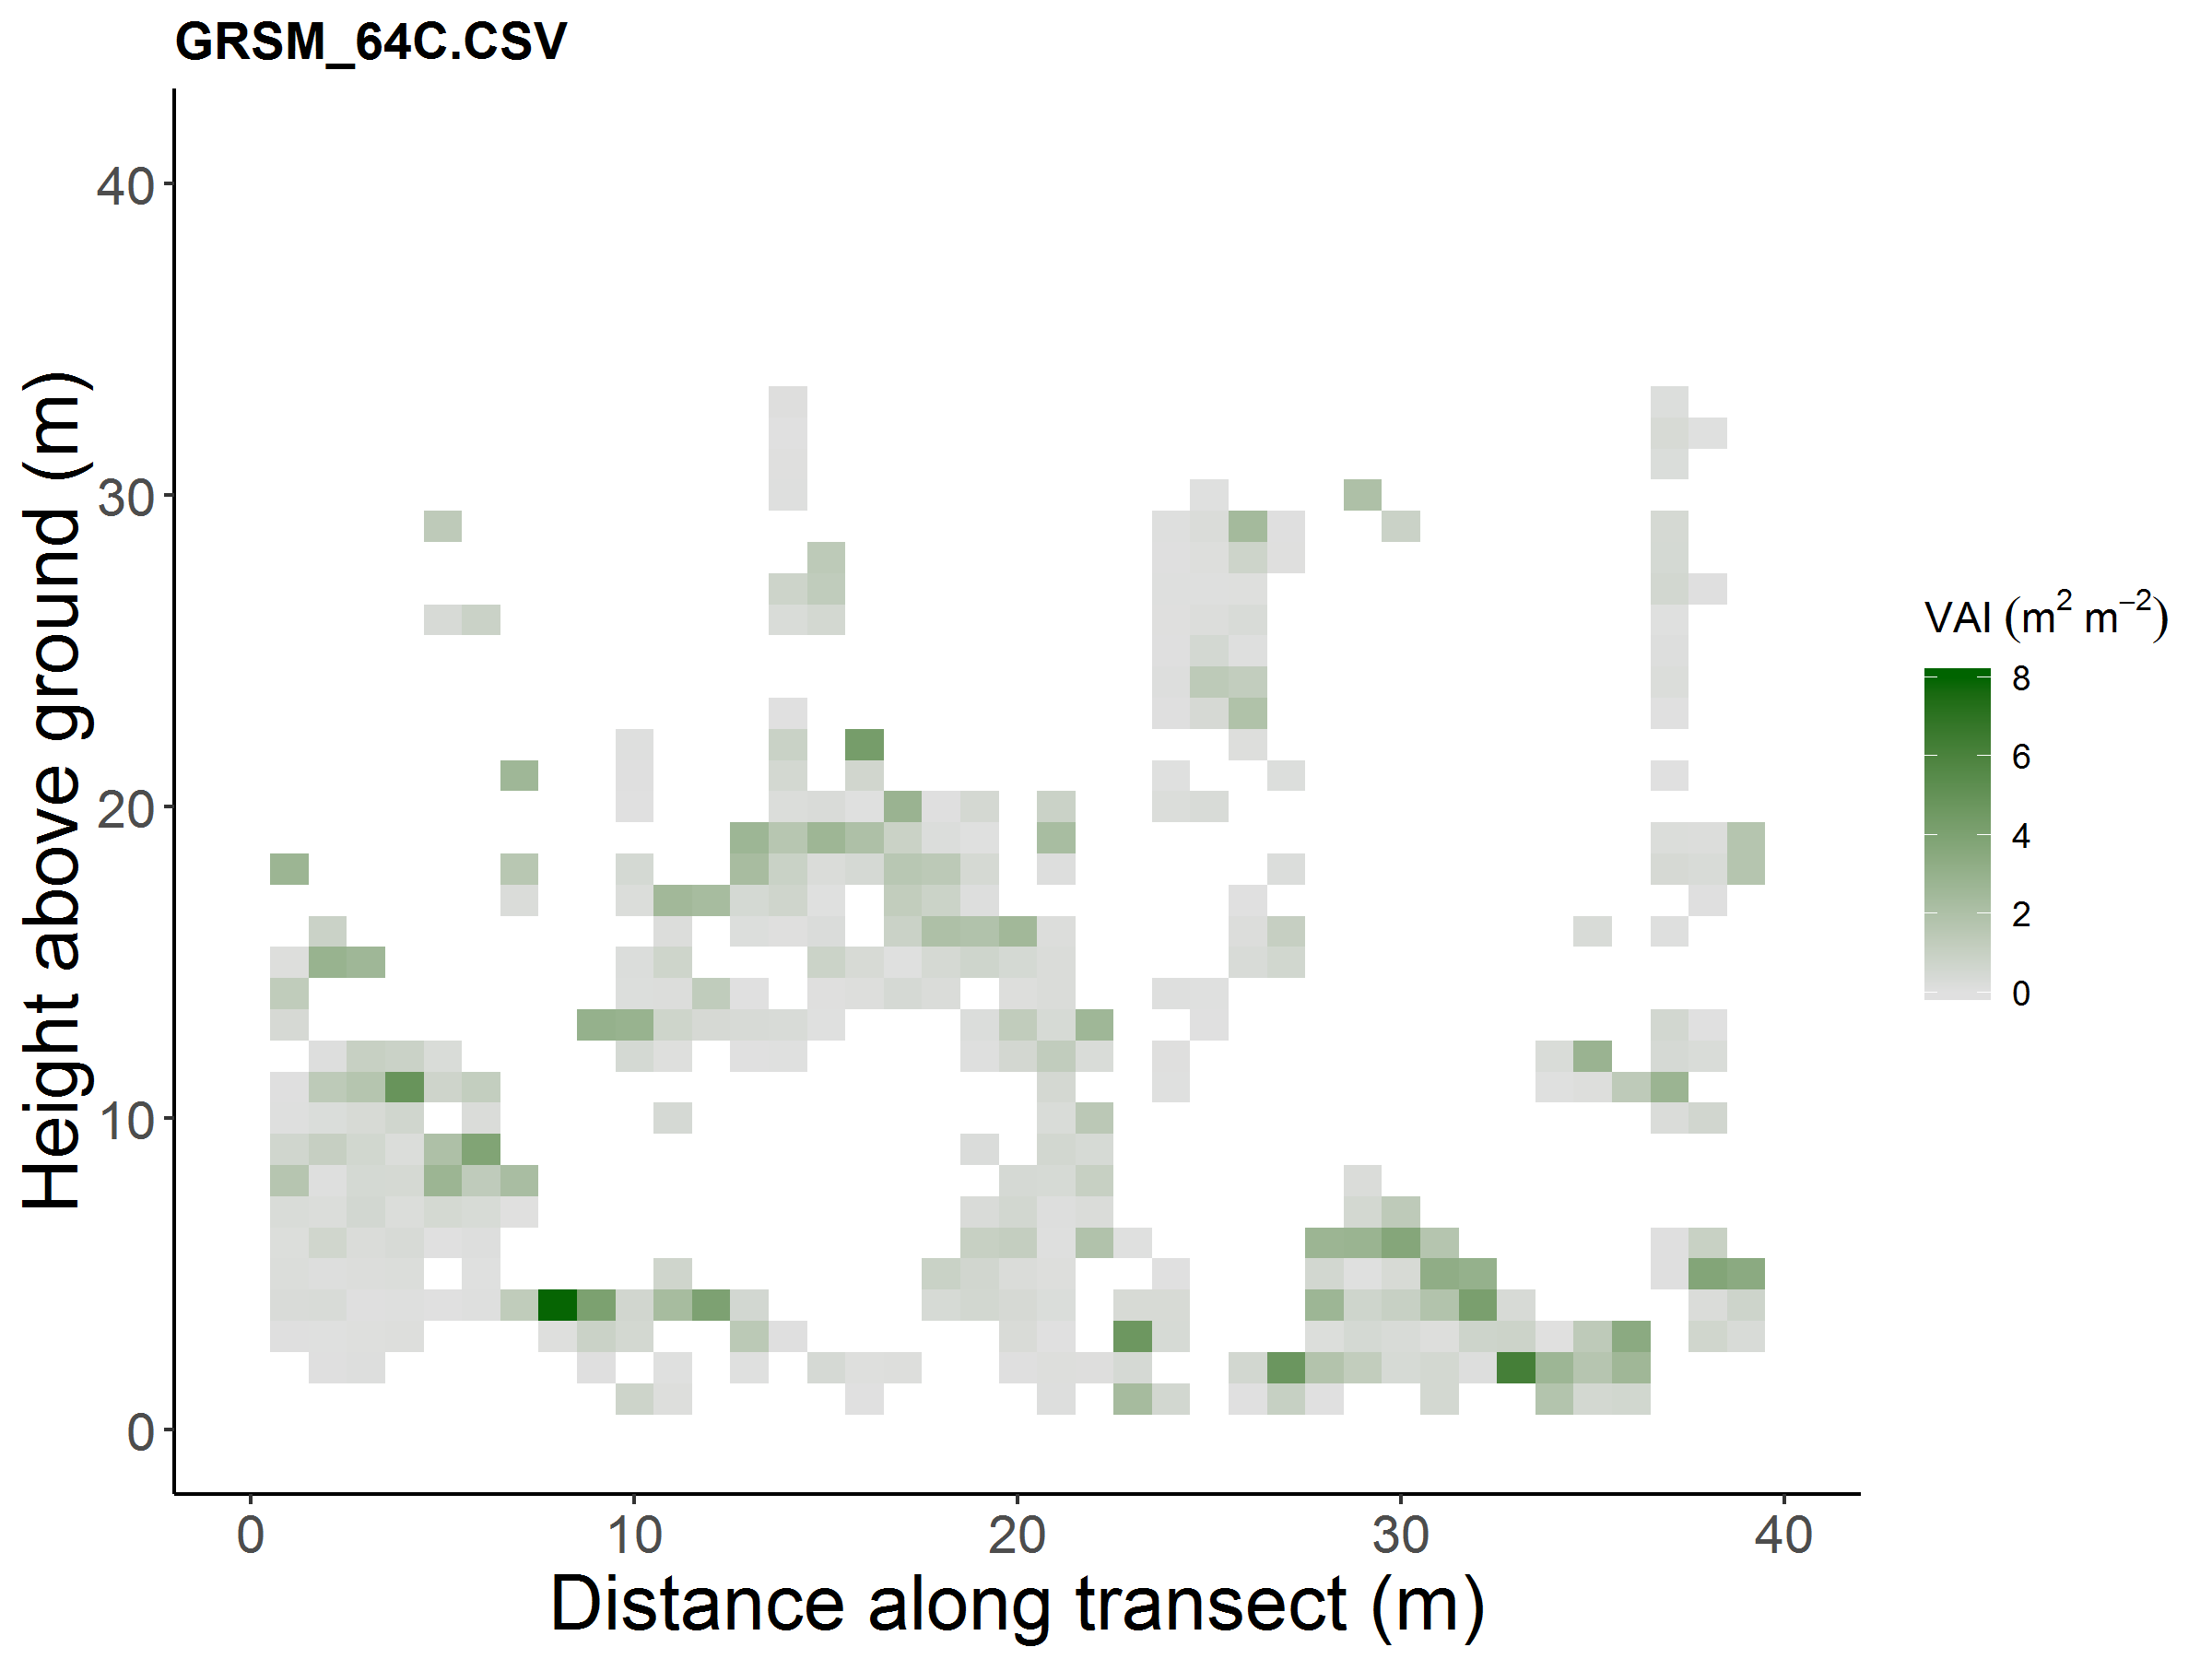 GRSM_64C.CSV
40
30
20
10
0
Height above ground (m)
0 10 20 30 40
Distance along transect (m)
VAI (m² m⁻²)
8
6
4
2
0